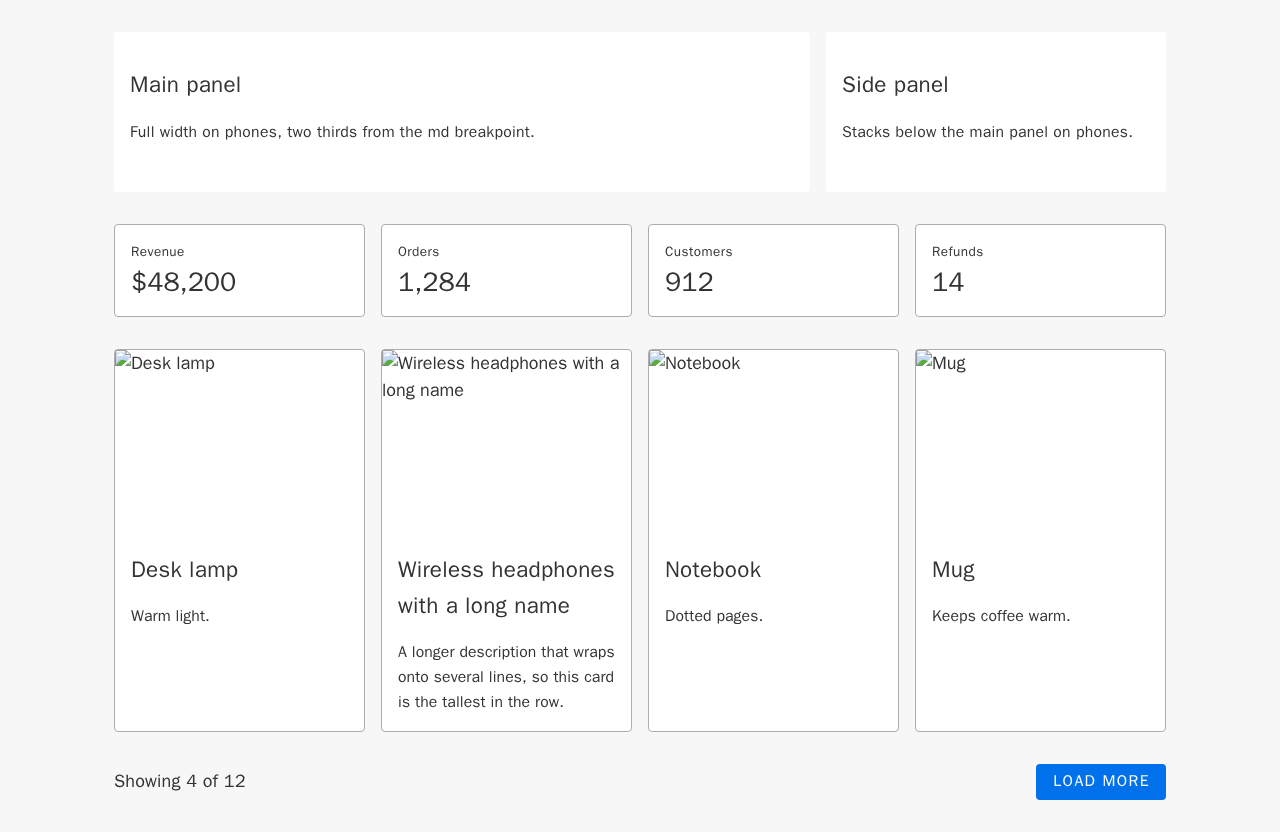 Main panel
Full width on phones, two thirds from the md breakpoint.
Side panel
Stacks below the main panel on phones.
Revenue
$48,200
Orders
1,284
Customers
912
Refunds
14
Desk lamp
Wireless headphones with a
long name
Notebook
Mug
Desk lamp
Warm light.
Wireless headphones
with a long name
A longer description that wraps
onto several lines, so this card
is the tallest in the row.
Notebook
Dotted pages.
Mug
Keeps coffee warm.
Showing 4 of 12
LOAD MORE